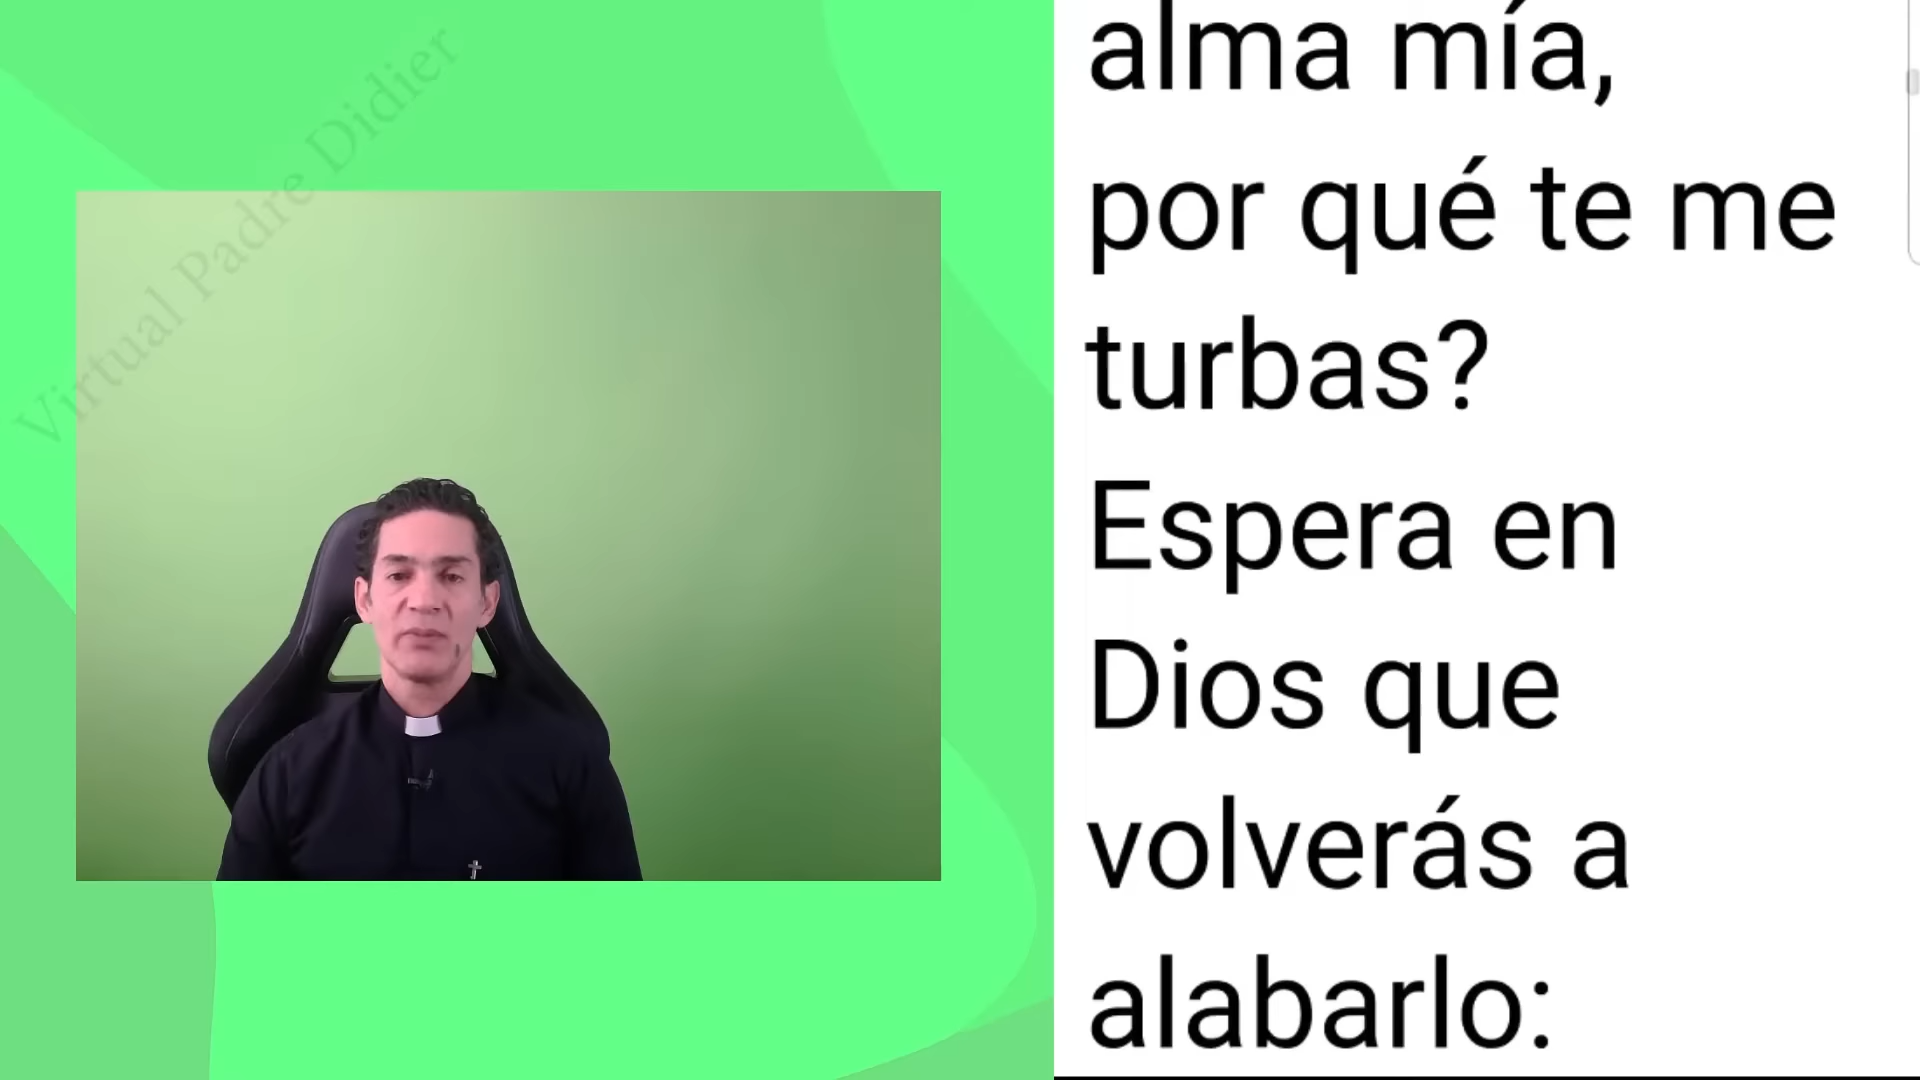 Virtual Padre Didier
alma mía,
por qué te me
turbas?
Espera en
Dios que
volverás a
alabarlo: